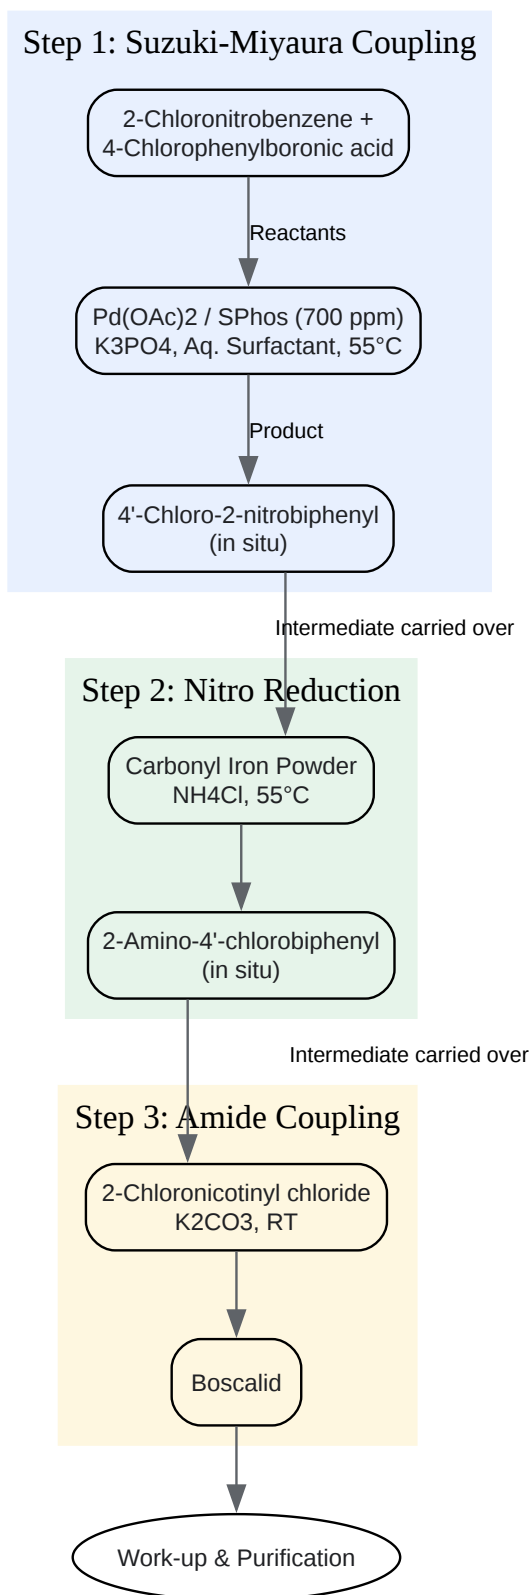 Step 1: Suzuki-Miyaura Coupling
2-Chloronitrobenzene +
4-Chlorophenylboronic acid
Reactants
Pd(OAc)2 / SPhos (700 ppm)
K3PO4, Aq. Surfactant, 55°C
Product
4'-Chloro-2-nitrobiphenyl
(in situ)
Intermediate carried over
Step 2: Nitro Reduction
Carbonyl Iron Powder
NH4Cl, 55°C
2-Amino-4'-chlorobiphenyl
(in situ)
Intermediate carried over
Step 3: Amide Coupling
2-Chloronicotinyl chloride
K2CO3, RT
Boscalid
Work-up & Purification